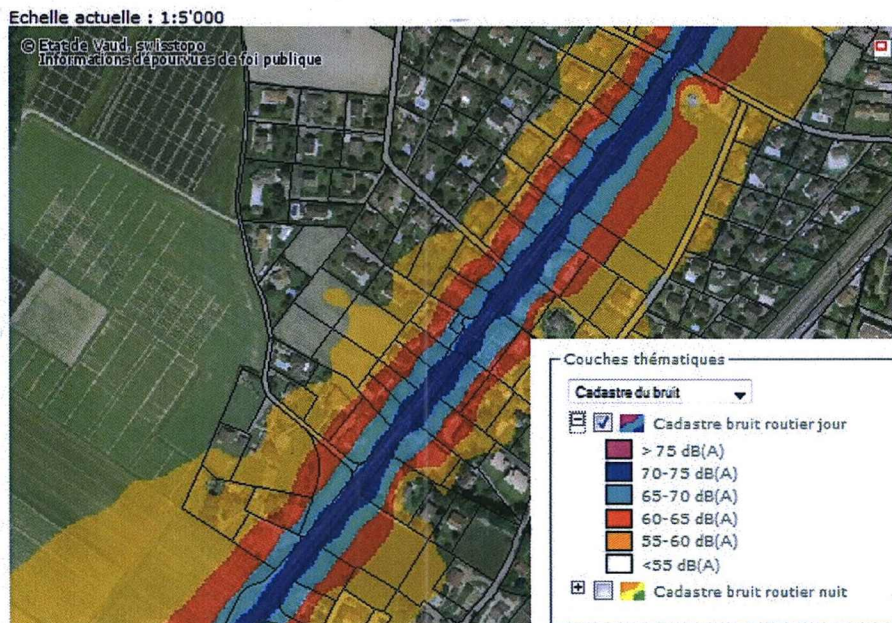 Echelle actuelle : 1:5'000
© Etat de Vaud, swisstopo
Informations dépourvues de foi publique
Couches thématiques
Cadastre du bruit
Cadastre bruit routier jour
> 75 dB(A)
70-75 dB(A)
65-70 dB(A)
60-65 dB(A)
55-60 dB(A)
<55 dB(A)
Cadastre bruit routier nuit